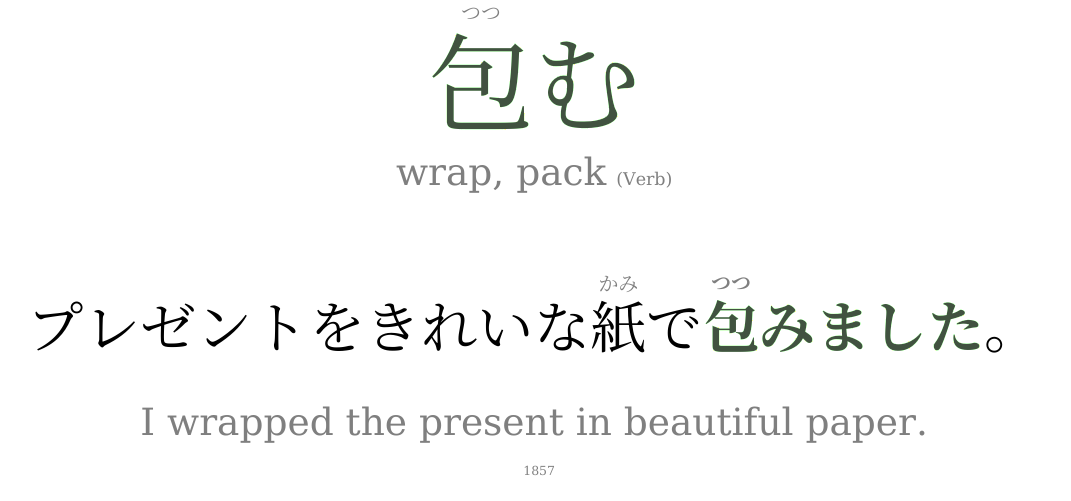 つつ
包む
wrap, pack (Verb)
かみ つつ
プレゼントをきれいな紙で包みました。
I wrapped the present in beautiful paper.
1857